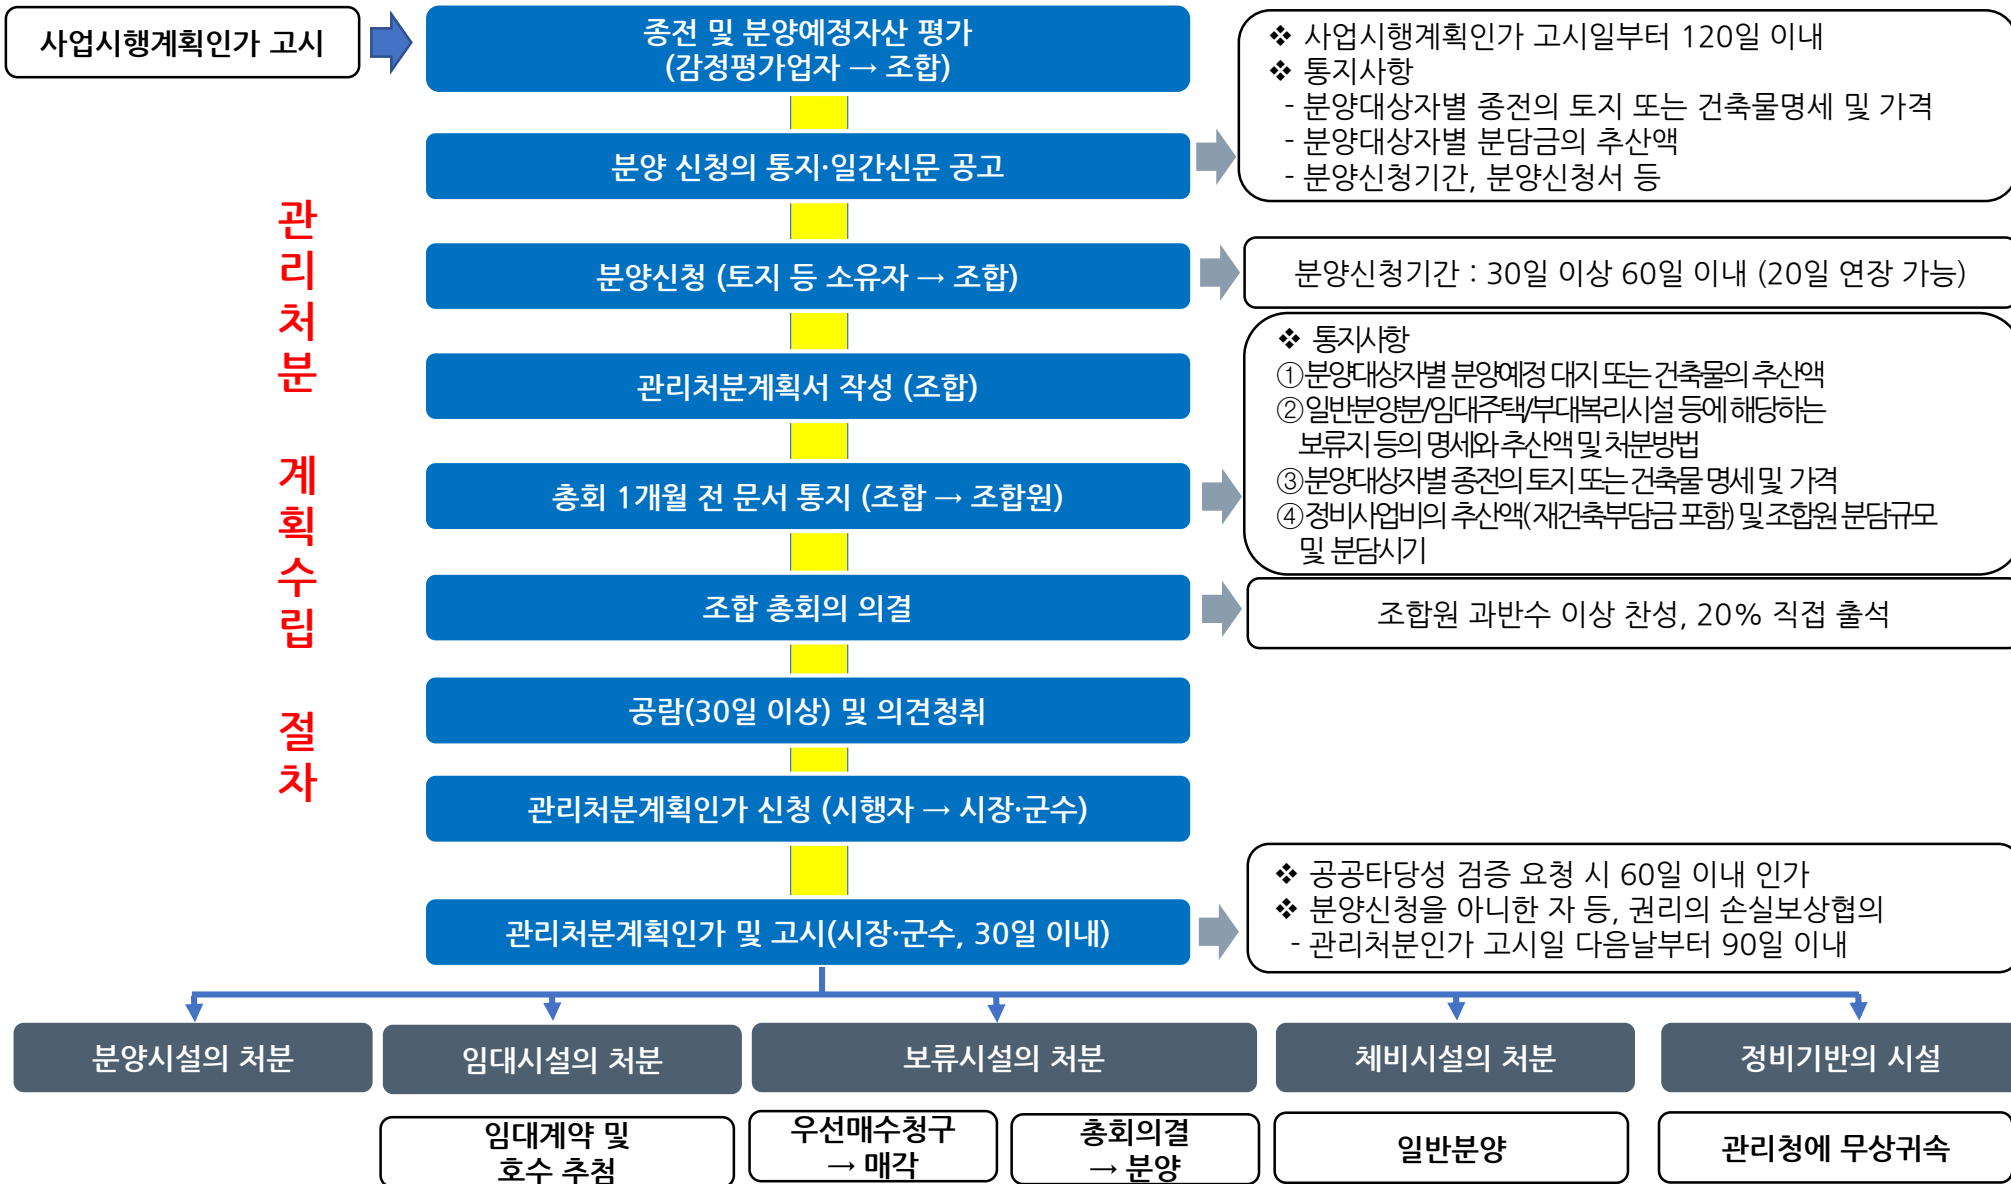 사업시행계획인가 고시
종전 및 분양예정자산 평가
(감정평가업자 → 조합)
❖ 사업시행계획인가 고시일부터 120일 이내
❖ 통지사항
- 분양대상자별 종전의 토지 또는 건축물명세 및 가격
- 분양대상자별 분담금의 추산액
- 분양신청기간, 분양신청서 등
분양 신청의 통지·일간신문 공고
관리처분 계획수립 절차
분양신청 (토지 등 소유자 → 조합)
분양신청기간 : 30일 이상 60일 이내 (20일 연장 가능)
관리처분계획서 작성 (조합)
❖ 통지사항
①분양대상자별 분양예정 대지 또는 건축물의 추산액
②일반분양분/임대주택/부대복리시설 등에 해당하는
보류지 등의 명세와 추산액 및 처분방법
③분양대상자별 종전의 토지 또는 건축물 명세 및 가격
④정비사업비의 추산액(재건축부담금 포함) 및 조합원 분담규모
및 분담시기
총회 1개월 전 문서 통지 (조합 → 조합원)
조합 총회의 의결
조합원 과반수 이상 찬성, 20% 직접 출석
공람(30일 이상) 및 의견청취
관리처분계획인가 신청 (시행자 → 시장·군수)
관리처분계획인가 및 고시(시장·군수, 30일 이내)
❖ 공공타당성 검증 요청 시 60일 이내 인가
❖ 분양신청을 아니한 자 등, 권리의 손실보상협의
- 관리처분인가 고시일 다음날부터 90일 이내
분양시설의 처분
임대시설의 처분
보류시설의 처분
체비시설의 처분
정비기반의 시설
임대계약 및
호수 추첨
우선매수청구
→ 매각
총회의결
→ 분양
일반분양
관리청에 무상귀속